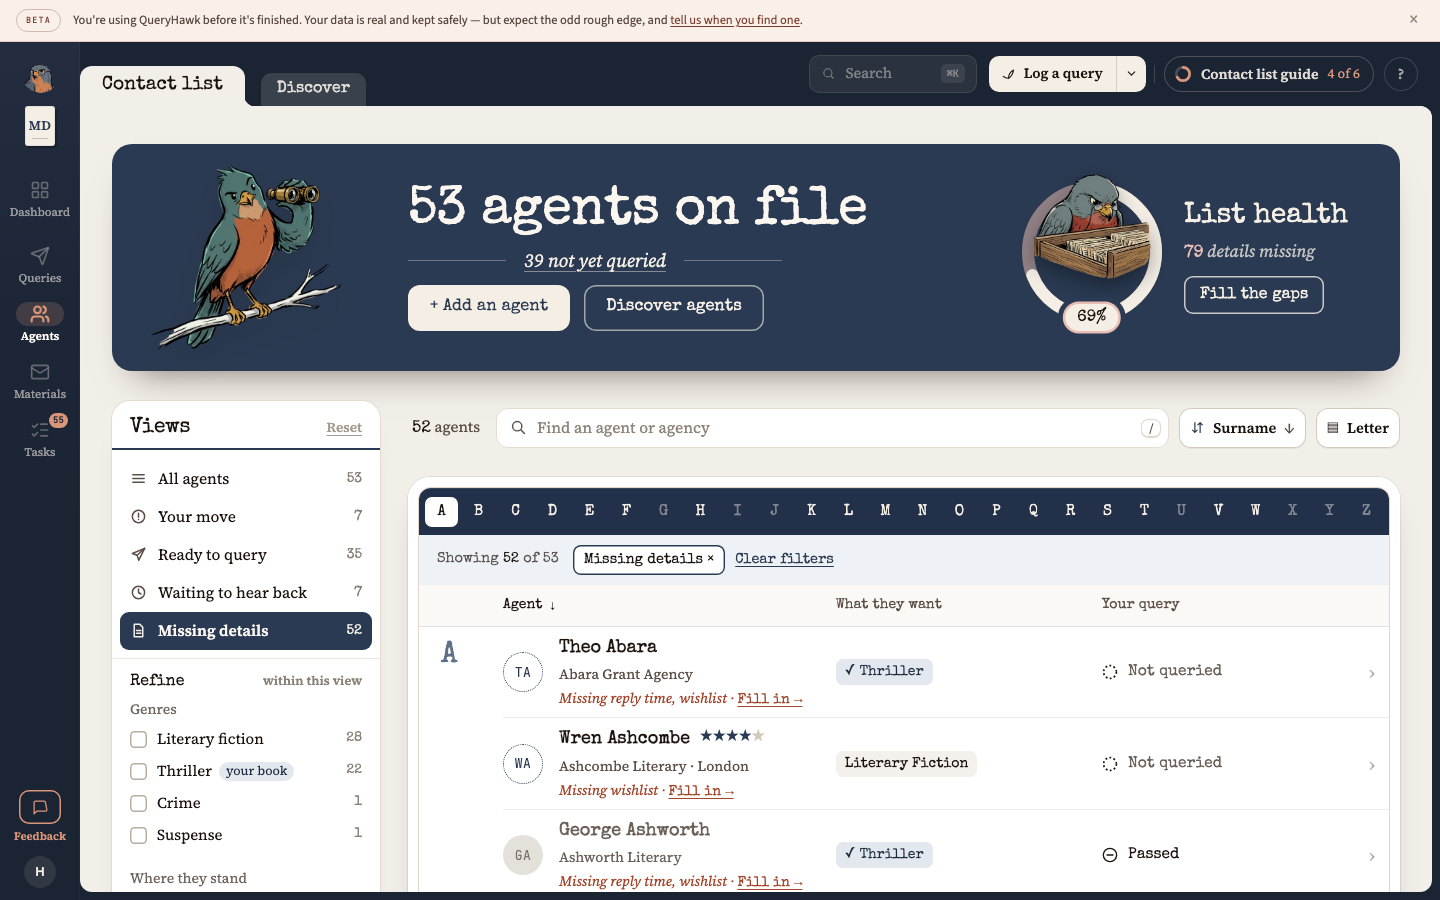 BETA You're using QueryHawk before it's finished. Your data is real and kept safely — but expect the odd rough edge, and tell us when you find one. ×
MD
Dashboard
Queries
Agents
Materials
55
Tasks
Feedback
H
Contact list
Discover
Search ⌘K
Log a query
Contact list guide 4 of 6
?
53 agents on file
39 not yet queried
+ Add an agent
Discover agents
69%
List health
79 details missing
Fill the gaps
Views Reset
All agents 53
Your move 7
Ready to query 35
Waiting to hear back 7
Missing details 52
Refine within this view
Genres
Literary fiction 28
Thriller your book 22
Crime 1
Suspense 1
Where they stand
52 agents
Find an agent or agency /
Surname ↓
Letter
A B C D E F G H I J K L M N O P Q R S T U V W X Y Z
Showing 52 of 53 Missing details × Clear filters
Agent ↓ What they want Your query
A
TA
Theo Abara
Abara Grant Agency
Missing reply time, wishlist · Fill in →
✓ Thriller
Not queried
WA
Wren Ashcombe ★★★★★
Ashcombe Literary · London
Missing wishlist · Fill in →
Literary Fiction
Not queried
GA
George Ashworth
Ashworth Literary
Missing reply time, wishlist · Fill in →
✓ Thriller
Passed